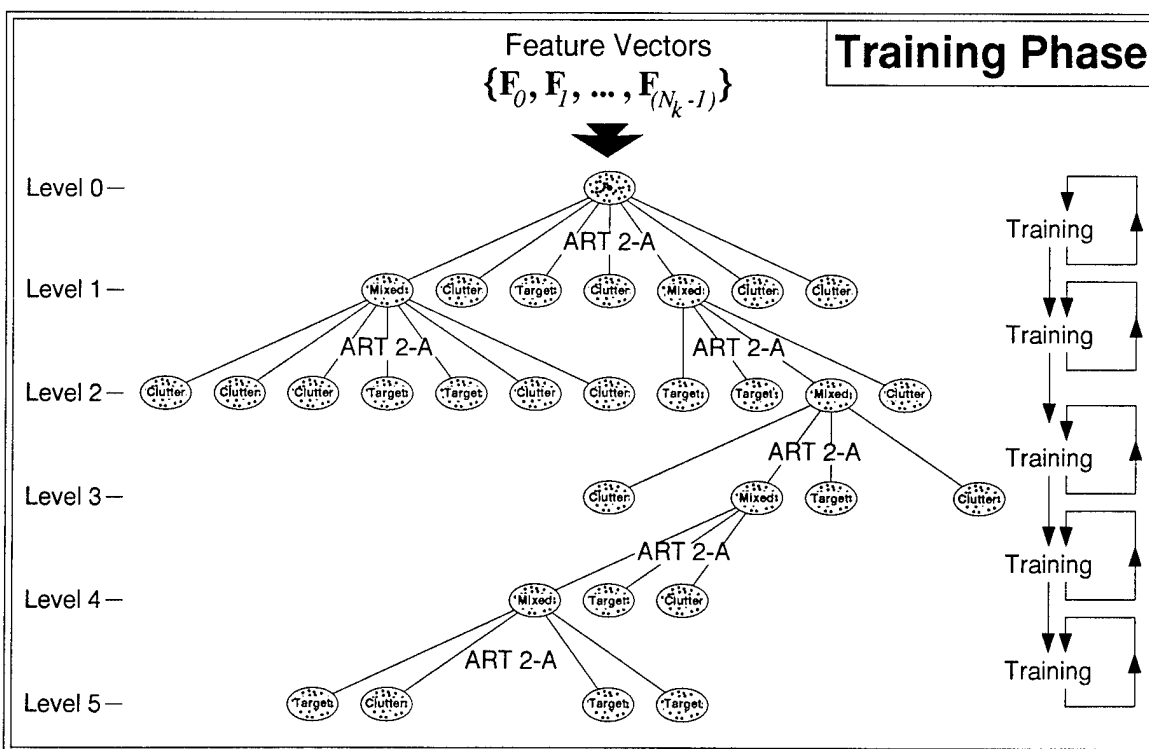 Feature Vectors
Training Phase
{F0, F1, ... , F(Nk -1)}
Level 0
Training
ART 2-A
Level 1
Mixed Clutter Target Clutter Mixed Clutter Clutter
Training
ART 2-A ART 2-A
Level 2
Clutter Clutter Clutter Target Target Clutter Clutter Target Target Mixed Clutter
ART 2-A
Training
Level 3
Clutter Mixed Target Clutter
ART 2-A
Training
Level 4
Mixed Target Clutter
ART 2-A
Training
Level 5
Target Clutter Target Target